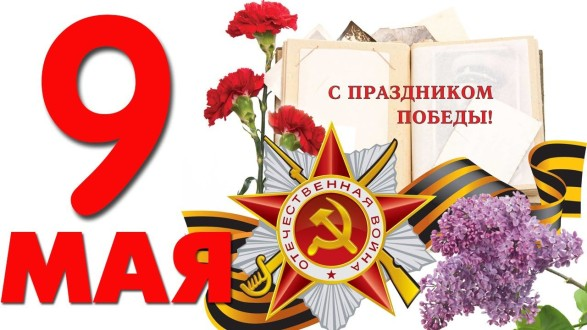 9
МАЯ
С ПРАЗДНИКОМ
ПОБЕДЫ!
ОТЕЧЕСТВЕННАЯ ВОЙНА